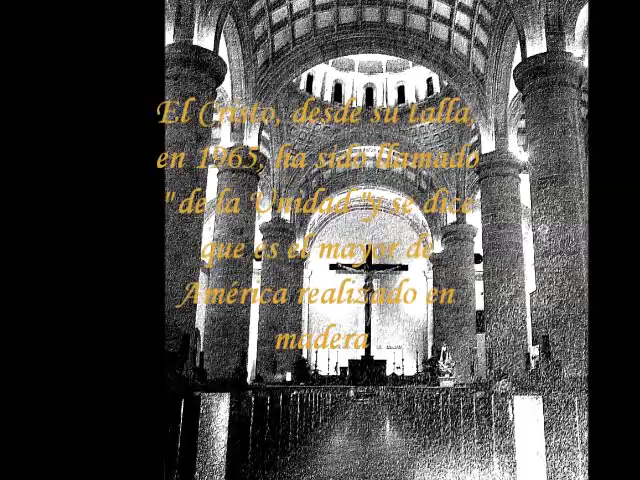 El Cristo, desde su talla,
en 1965, ha sido llamado
"de la Unidad "y se dice
que es el mayor de
América realizado en
madera